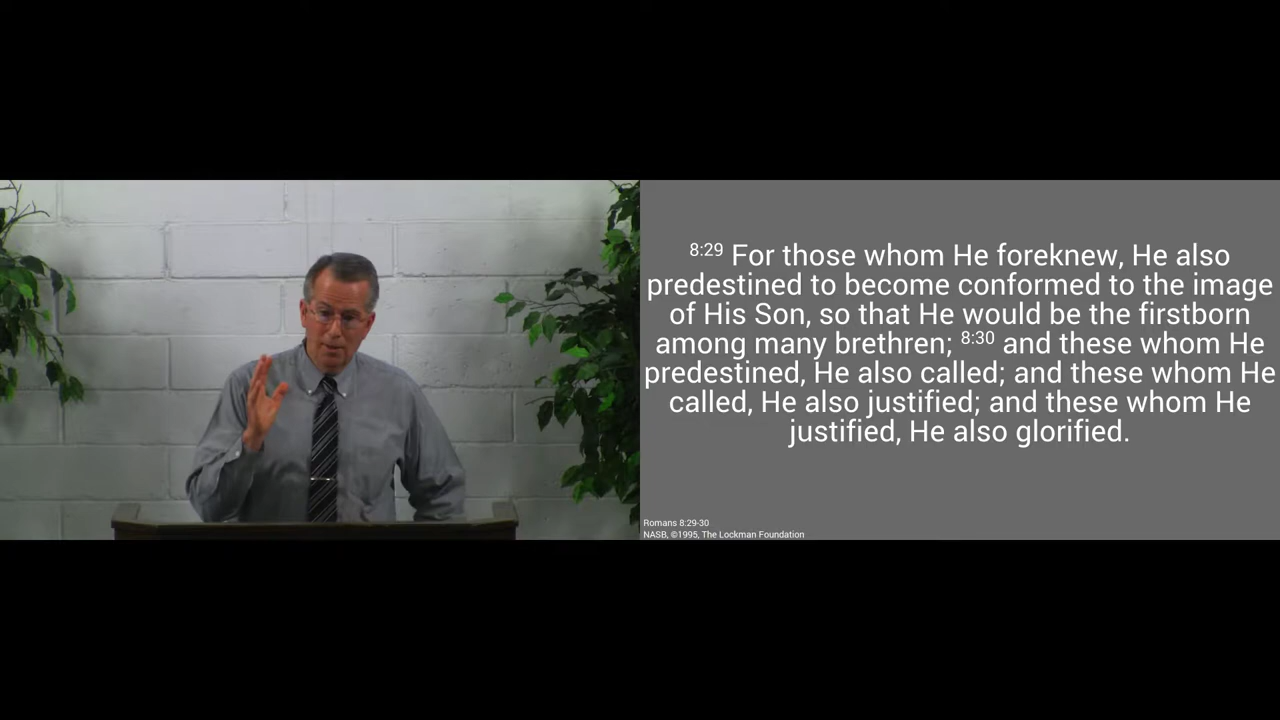 8:29 For those whom He foreknew, He also
predestined to become conformed to the image
of His Son, so that He would be the firstborn
among many brethren; 8:30 and these whom He
predestined, He also called; and these whom He
called, He also justified; and these whom He
justified, He also glorified.
Romans 8:29-30
NASB, ©1995, The Lockman Foundation